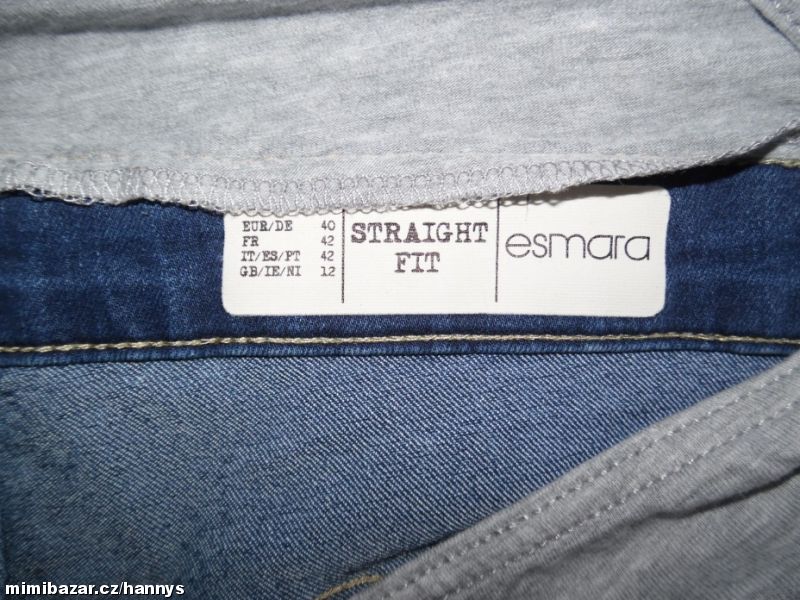 EUR/DE 40
FR 42
IT/ES/PT 42
GB/IE/NI 12
STRAIGHT
FIT
esmara
mimibazar.cz/hannys